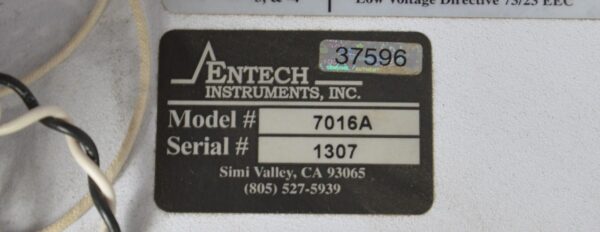 Low Voltage Directive 73/23 EEC
37596
ENTECH
INSTRUMENTS, INC.
Model # 7016A
Serial # 1307
Simi Valley, CA 93065
(805) 527-5939